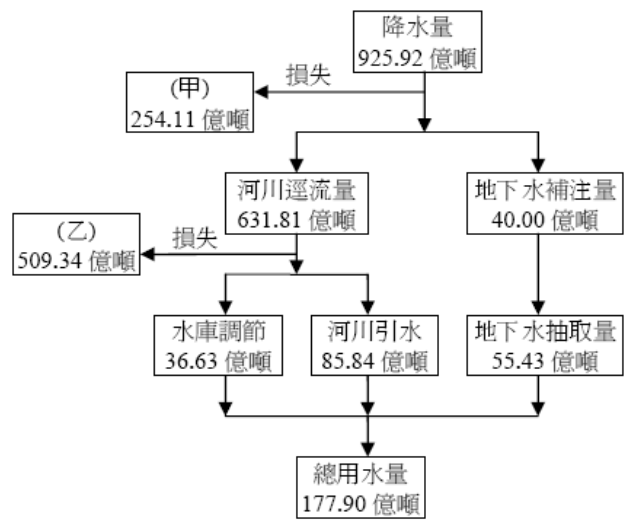 降水量
925.92 億噸
損失
(甲)
254.11 億噸
河川逕流量
631.81 億噸
地下水補注量
40.00 億噸
損失
(乙)
509.34 億噸
水庫調節
36.63 億噸
河川引水
85.84 億噸
地下水抽取量
55.43 億噸
總用水量
177.90 億噸